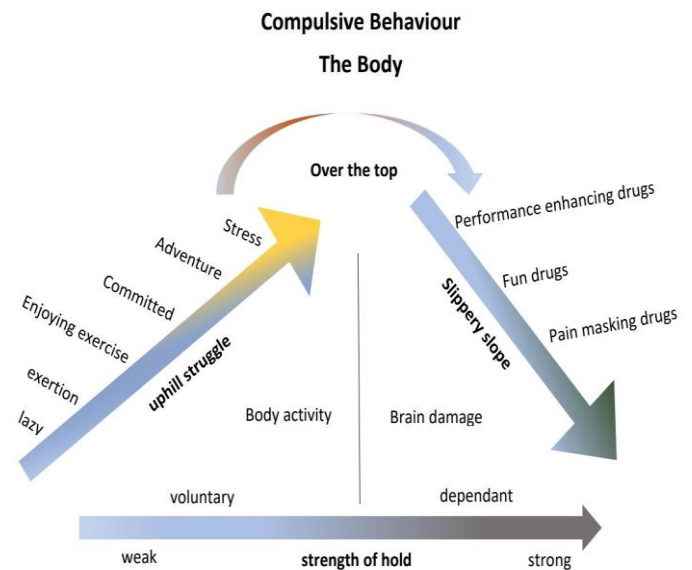 Compulsive Behaviour
The Body
Over the top
Performance enhancing drugs
Stress
Adventure
Fun drugs
Committed
Slippery slope
Enjoying exercise
Pain masking drugs
uphill struggle
exertion
lazy
Body activity
Brain damage
voluntary
dependant
weak
strength of hold
strong